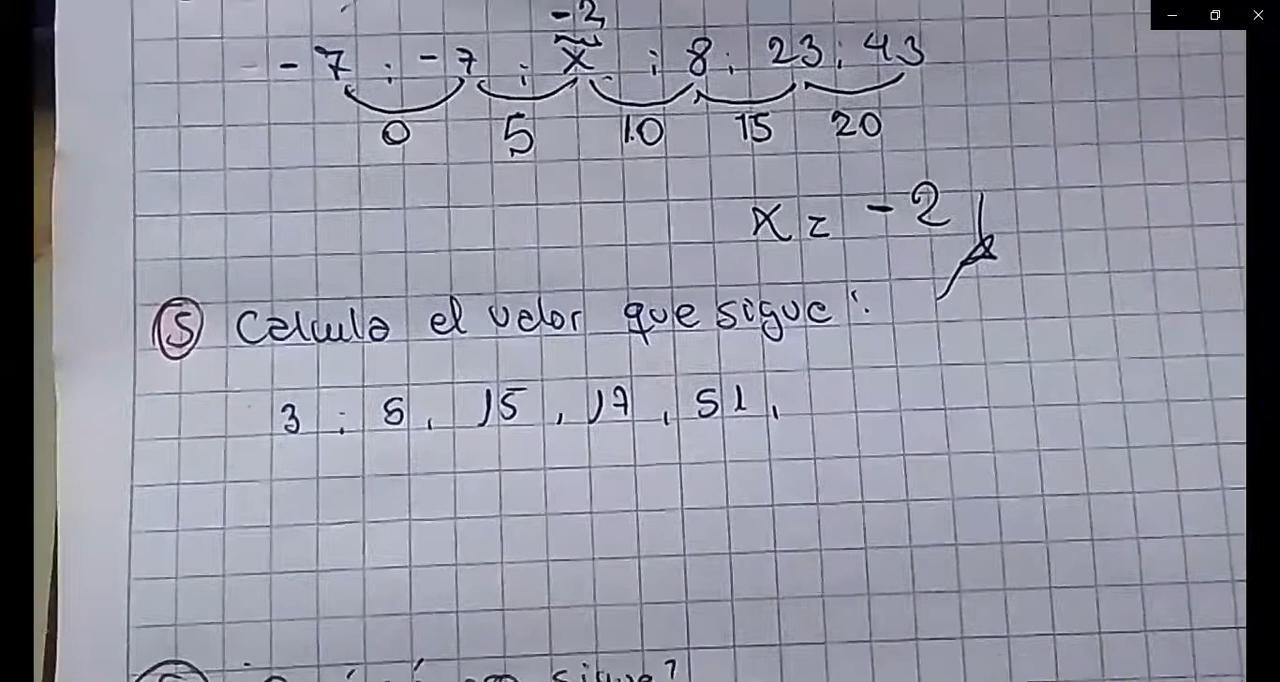 -2
-7 ; -7 ; x ; 8 ; 23 ; 43
0 5 10 15 20
x = -2
5 Calcula el valor que sigue:
3 ; 5 , 15 , 17 , 51 ,
sigue?